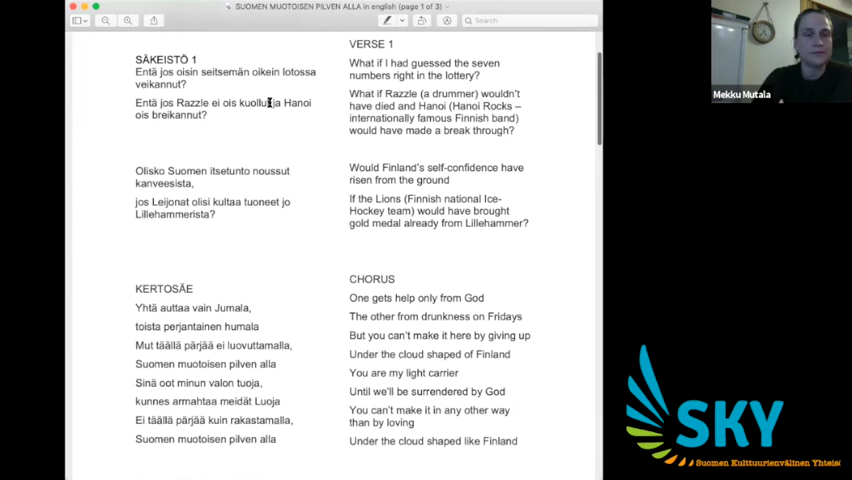 SUOMEN MUOTOISEN PILVEN ALLA in english (page 1 of 3)
Search
Mekku Mutala
SÄKEISTÖ 1
Entä jos oisin seitsemän oikein lotossa
veikannut?
Entä jos Razzle ei ois kuollut ja Hanoi
ois breikannut?
Olisko Suomen itsetunto noussut
kanveesista,
jos Leijonat olisi kultaa tuoneet jo
Lillehammerista?
KERTOSÄE
Yhtä auttaa vain Jumala,
toista perjantainen humala
Mut täällä pärjää ei luovuttamalla,
Suomen muotoisen pilven alla
Sinä oot minun valon tuoja,
kunnes armahtaa meidät Luoja
Ei täällä pärjää kuin rakastamalla,
Suomen muotoisen pilven alla
VERSE 1
What if I had guessed the seven
numbers right in the lottery?
What if Razzle (a drummer) wouldn't
have died and Hanoi (Hanoi Rocks –
internationally famous Finnish band)
would have made a break through?
Would Finland's self-confidence have
risen from the ground
If the Lions (Finnish national Ice-
Hockey team) would have brought
gold medal already from Lillehammer?
CHORUS
One gets help only from God
The other from drunkness on Fridays
But you can't make it here by giving up
Under the cloud shaped of Finland
You are my light carrier
Until we'll be surrendered by God
You can't make it in any other way
than by loving
Under the cloud shaped like Finland
SKY
Suomen Kulttuurienvälinen Yhteisö